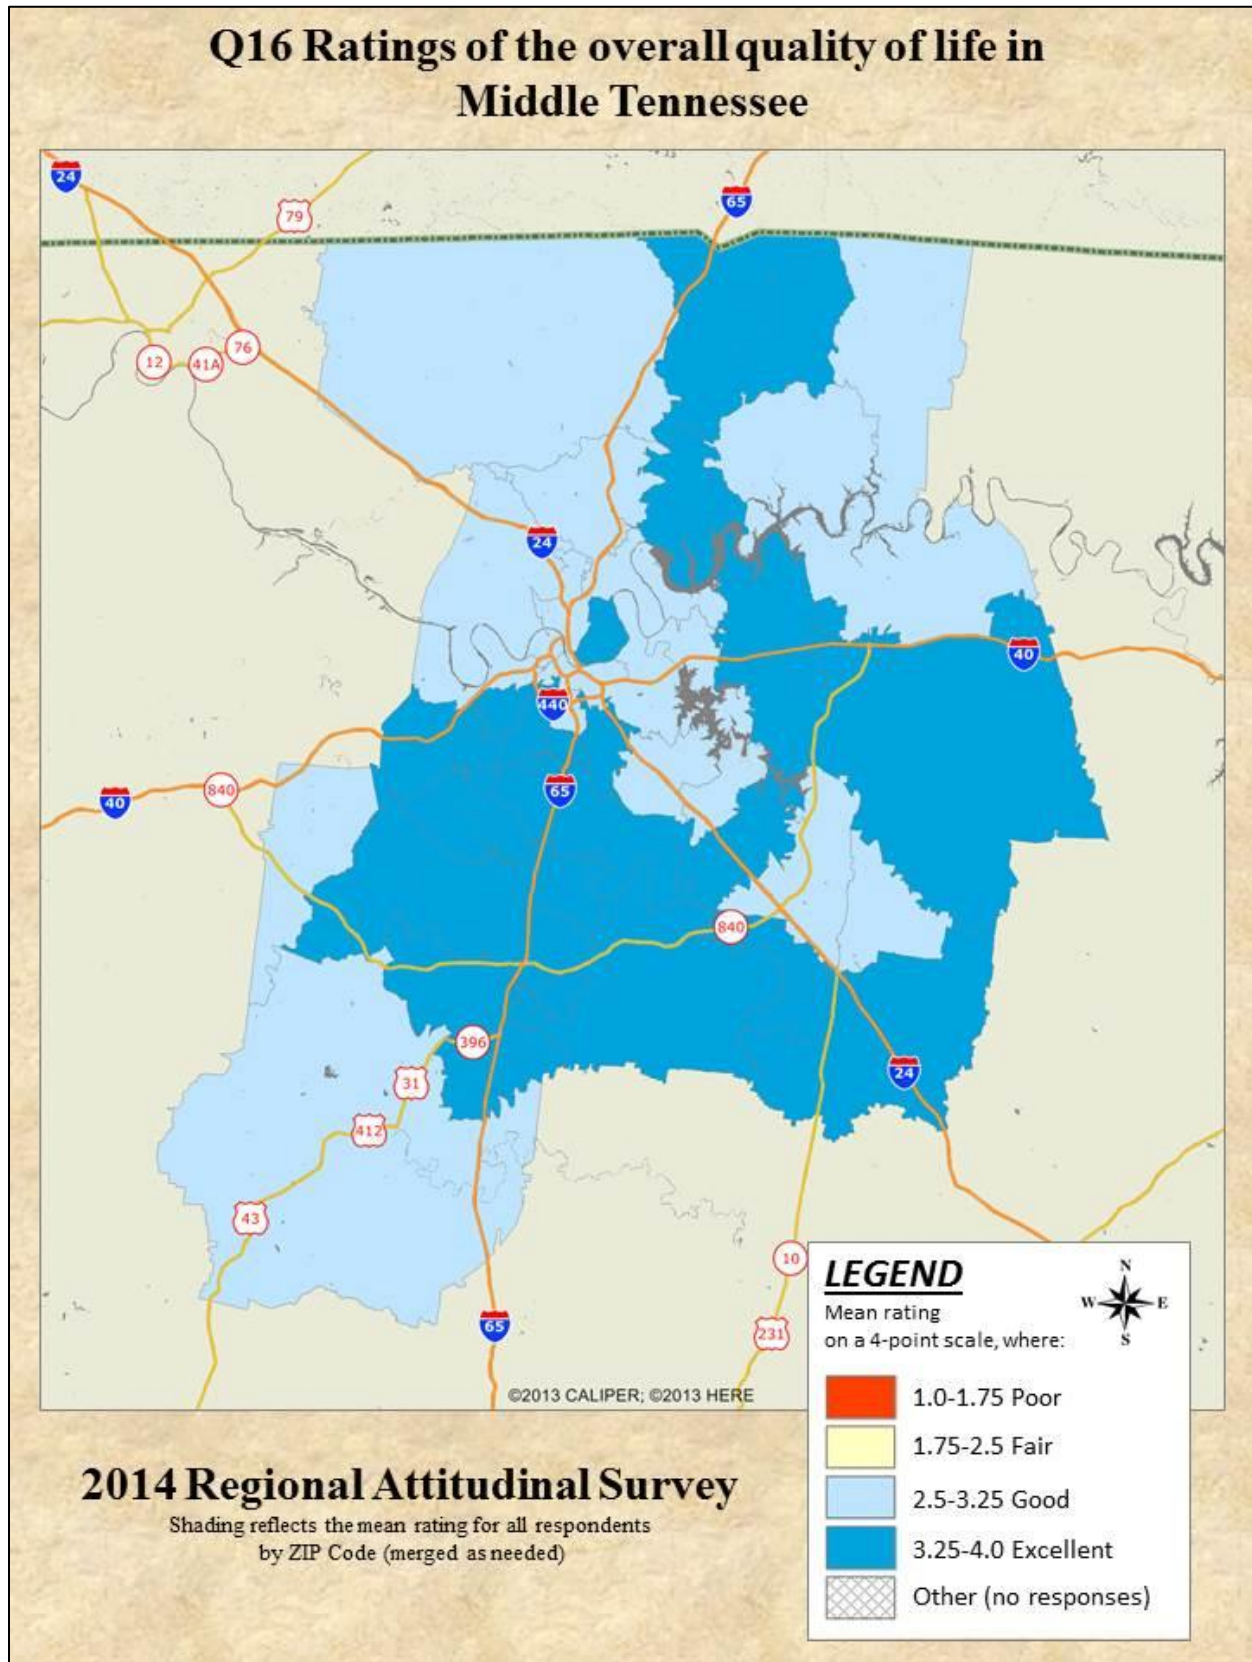 Q16 Ratings of the overall quality of life in
Middle Tennessee
24
79
65
12
41A
76
24
40
440
840
40
65
840
396
31
24
412
43
10
65
231
©2013 CALIPER; ©2013 HERE
LEGEND
Mean rating
on a 4-point scale, where:
N
W E
S
1.0-1.75 Poor
1.75-2.5 Fair
2.5-3.25 Good
3.25-4.0 Excellent
Other (no responses)
2014 Regional Attitudinal Survey
Shading reflects the mean rating for all respondents
by ZIP Code (merged as needed)